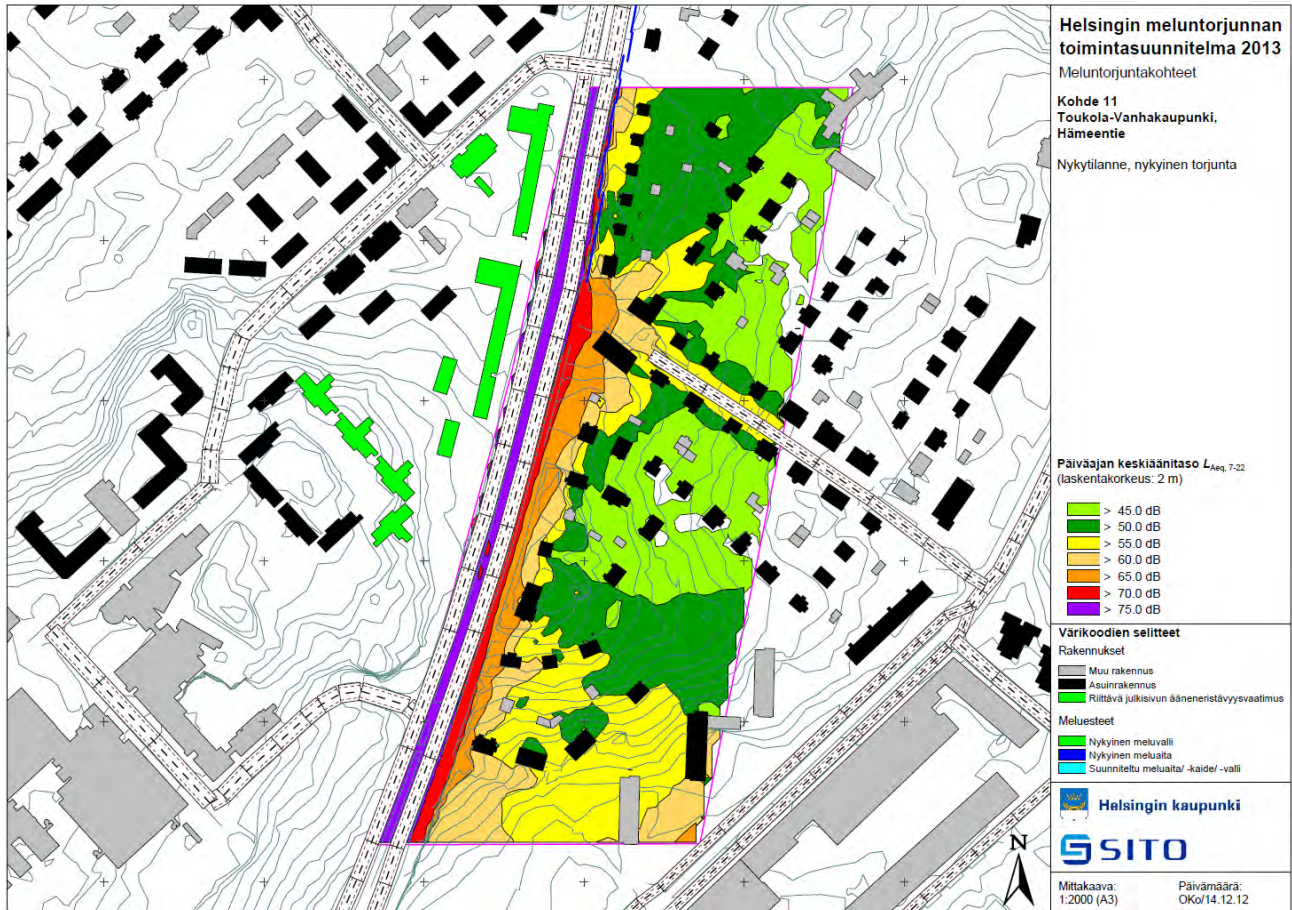 Helsingin meluntorjunnan
toimintasuunnitelma 2013
Meluntorjuntakohteet
Kohde 11
Toukola-Vanhakaupunki,
Hämeentie
Nykytilanne, nykyinen torjunta
Päiväajan keskiäänitaso LAeq, 7-22
(laskentakorkeus: 2 m)
> 45.0 dB
> 50.0 dB
> 55.0 dB
> 60.0 dB
> 65.0 dB
> 70.0 dB
> 75.0 dB
Värikoodien selitteet
Rakennukset
Muu rakennus
Asuinrakennus
Riittävä julkisivun ääneneristävyysvaatimus
Meluesteet
Nykyinen meluvalli
Nykyinen meluaita
Suunniteltu meluaita/ -kaide/ -valli
Helsingin kaupunki
SITO
N
Mittakaava: Päivämäärä:
1:2000 (A3) OKo/14.12.12